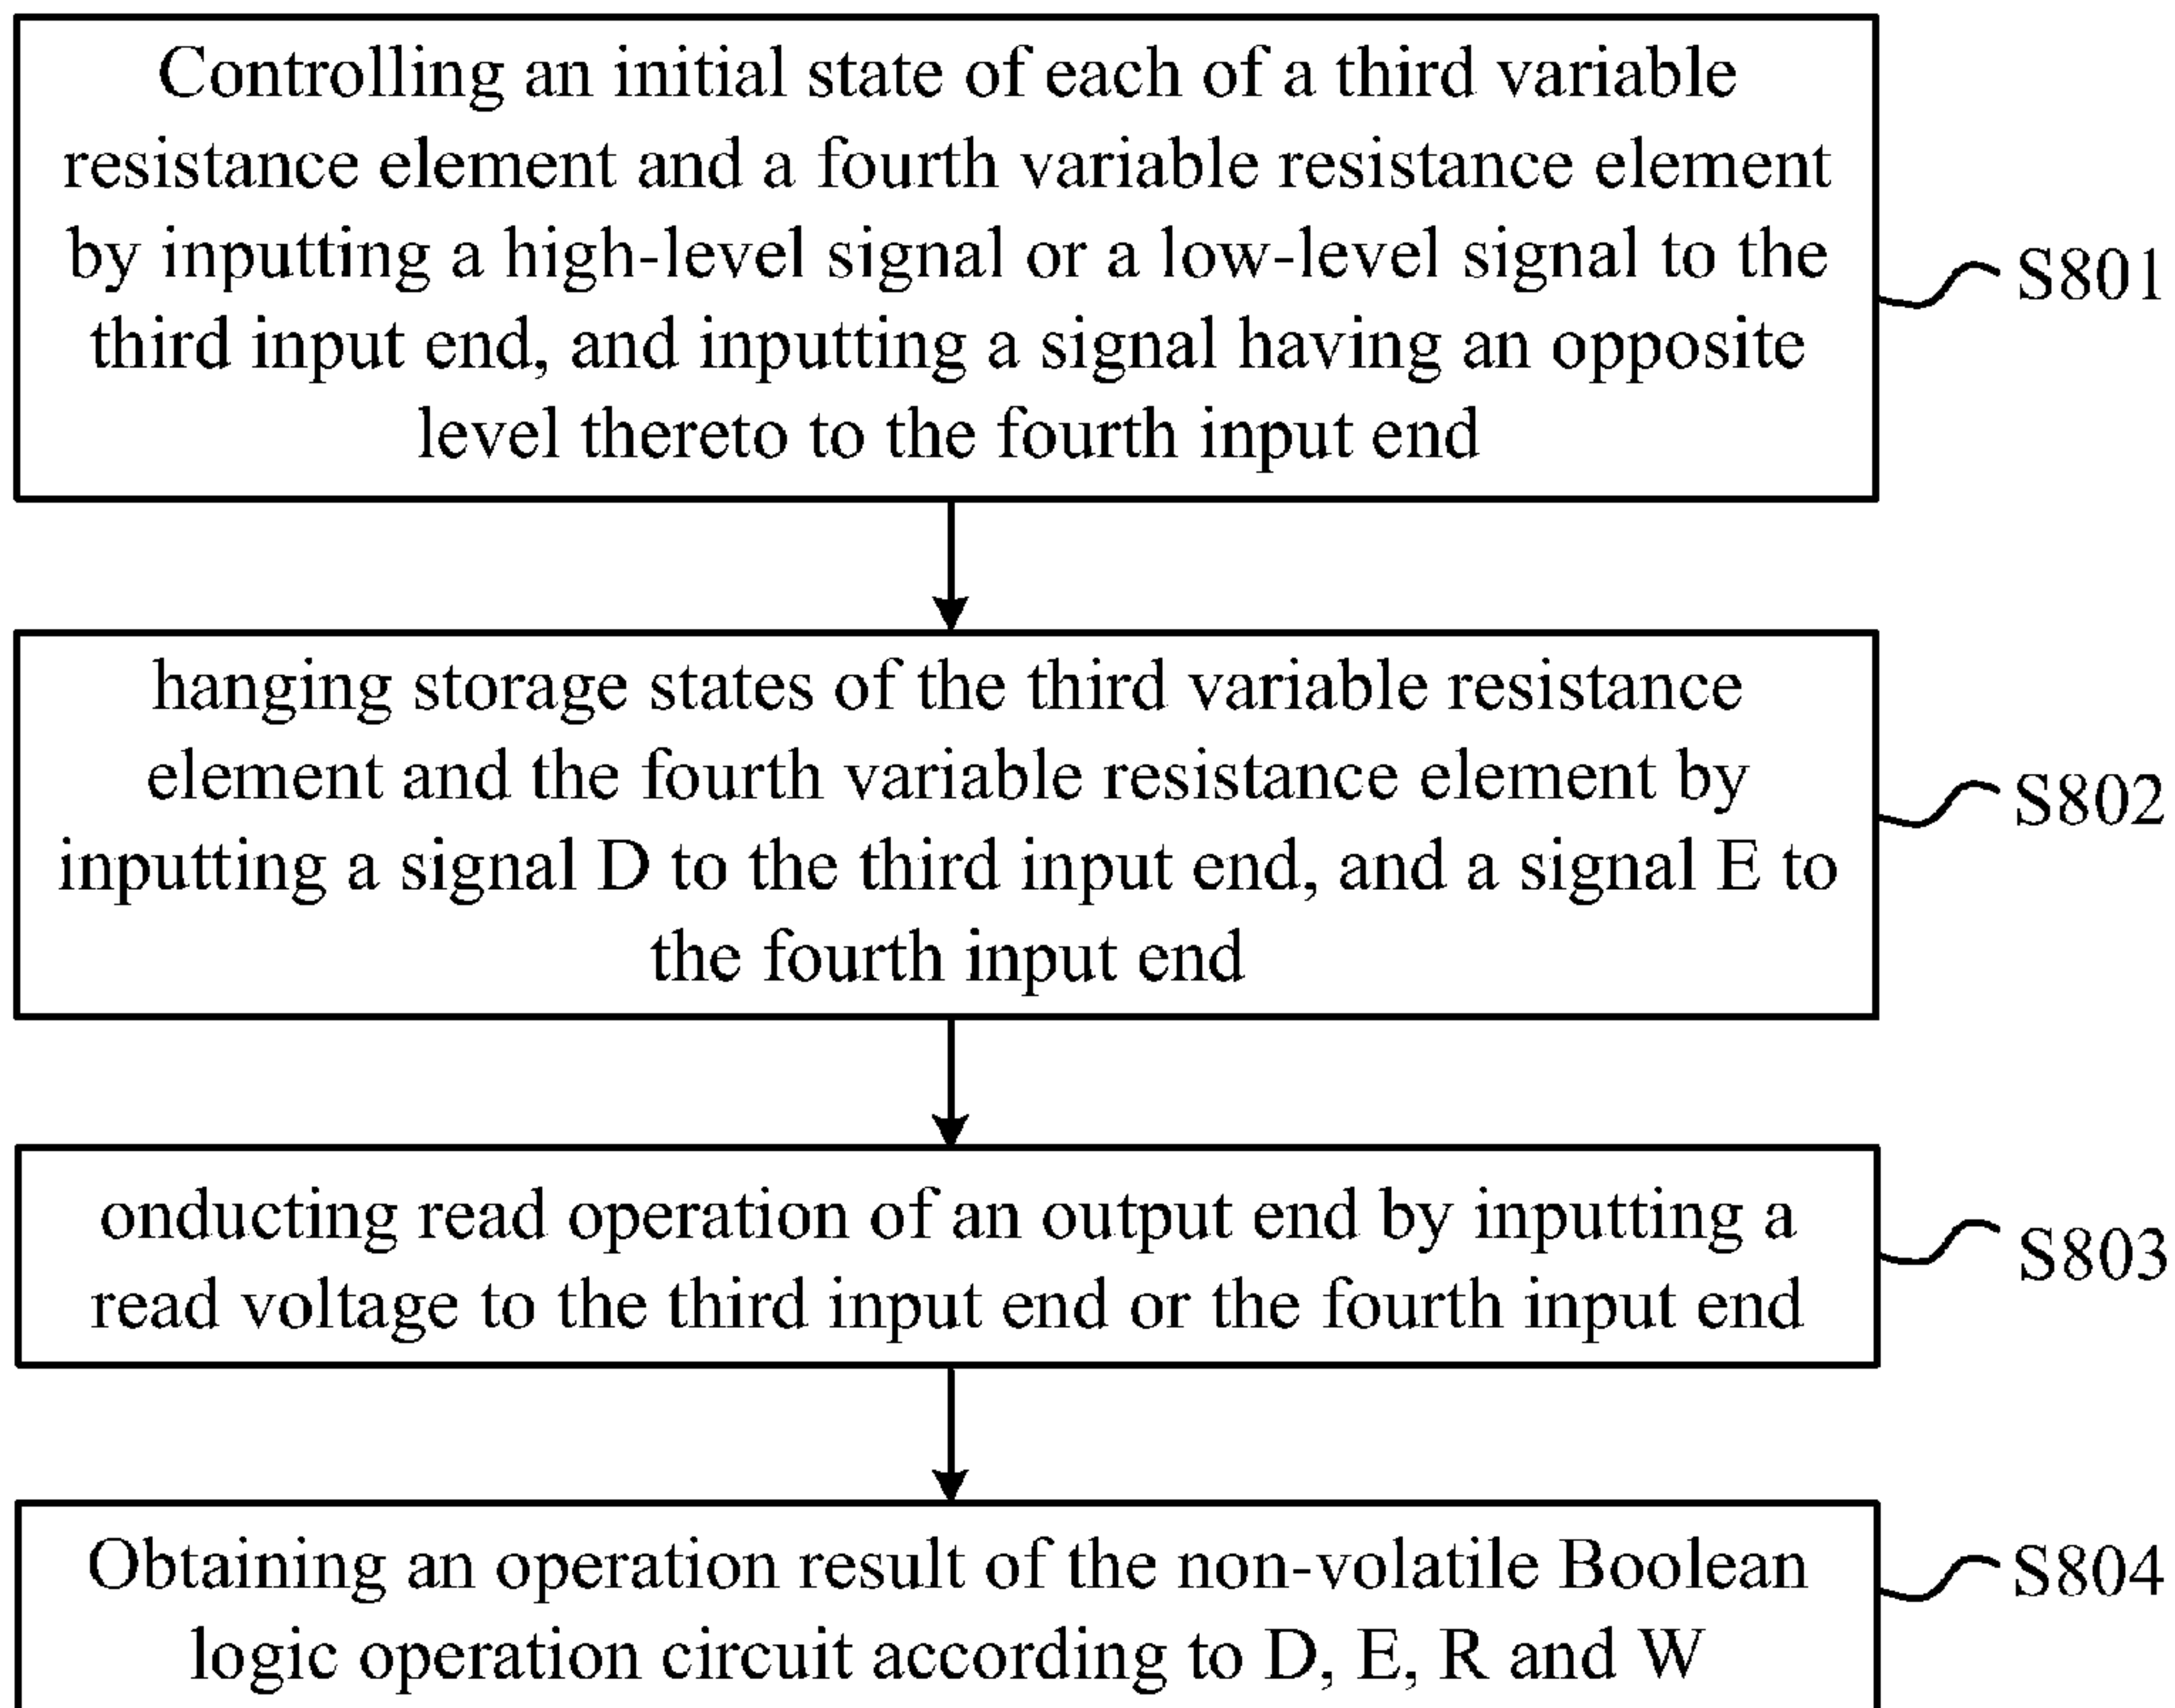 Controlling an initial state of each of a third variable
resistance element and a fourth variable resistance element
by inputting a high-level signal or a low-level signal to the
third input end, and inputting a signal having an opposite
level thereto to the fourth input end
S801
hanging storage states of the third variable resistance
element and the fourth variable resistance element by
inputting a signal D to the third input end, and a signal E to
the fourth input end
S802
onducting read operation of an output end by inputting a
read voltage to the third input end or the fourth input end
S803
Obtaining an operation result of the non-volatile Boolean
logic operation circuit according to D, E, R and W
S804